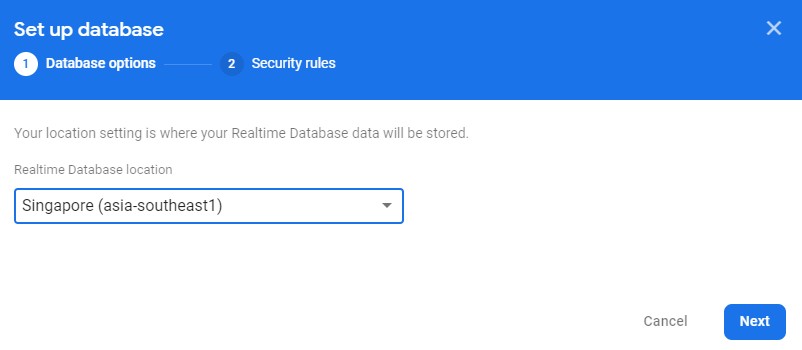 Set up database
1 Database options 2 Security rules
Your location setting is where your Realtime Database data will be stored.
Realtime Database location
Singapore (asia-southeast1)
Cancel Next